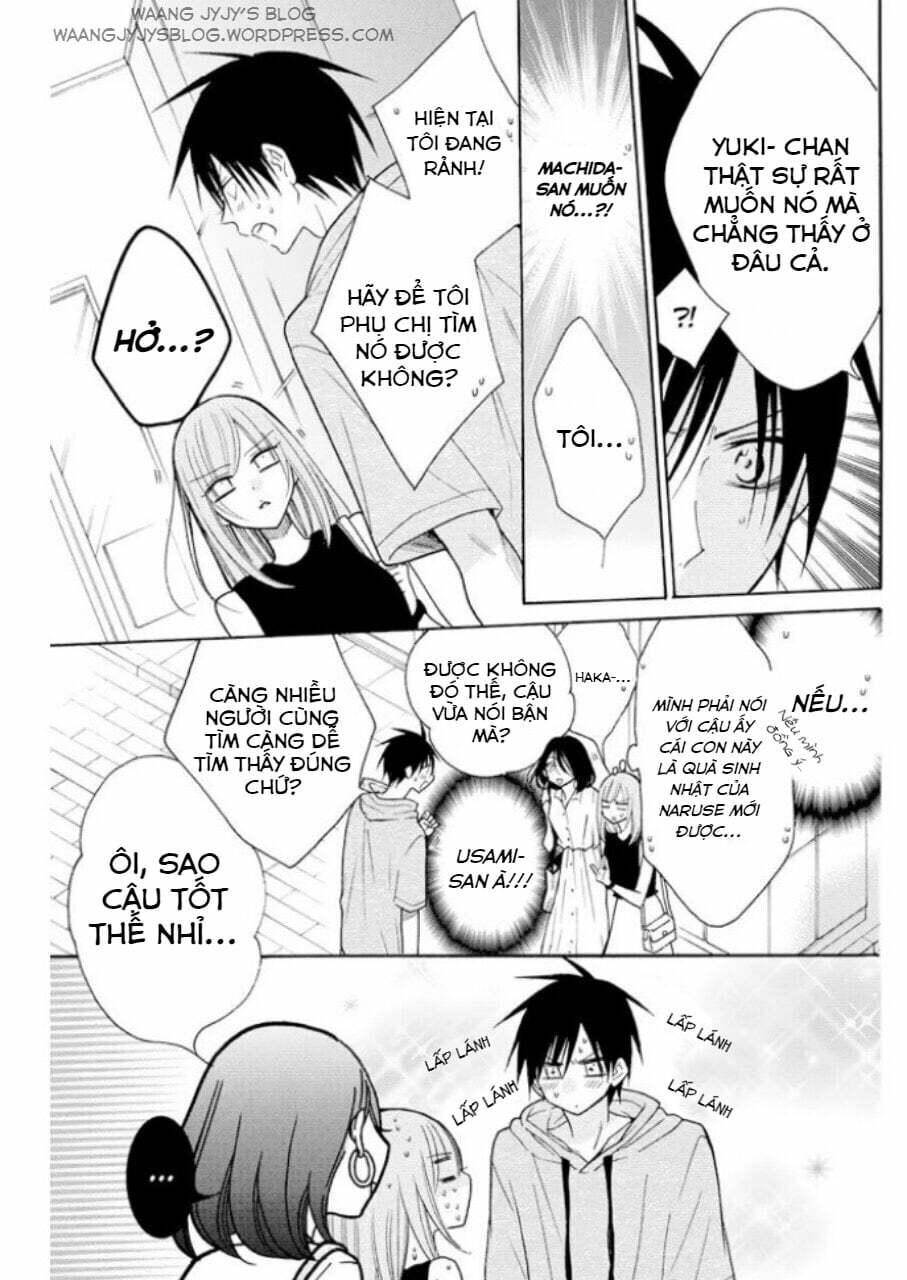 WAANG JYJY'S BLOG
WAANGJYJYSBLOG.WORDPRESS.COM
YUKI- CHAN
THẬT SỰ RẤT
MUỐN NÓ MÀ
CHẲNG THẤY Ở
ĐÂU CẢ.
?!
MACHIDA-
SAN MUỐN
NÓ...?!
TÔI...
HIỆN TẠI
TÔI ĐANG
RẢNH!
HÃY ĐỂ TÔI
PHỤ CHỊ TÌM
NÓ ĐƯỢC
KHÔNG?
HỞ...?
NẾU...
Nếu mình
đồng ý...
MÌNH PHẢI NÓI
VỚI CẬU ẤY
CÁI CON NÀY
LÀ QUÀ SINH
NHẬT CỦA
NARUSE MỚI
ĐƯỢC...
HAKA-...
ĐƯỢC KHÔNG
ĐÓ THẾ, CẬU
VỪA NÓI BẬN
MÀ?
USAMI-
SAN À!!!
CÀNG NHIỀU
NGƯỜI CÙNG
TÌM CÀNG DỄ
TÌM THẤY ĐÚNG
CHỨ?
ÔI, SAO
CẬU TỐT
THẾ NHỈ...
LẤP LÁNH
LẤP LÁNH
LẤP LÁNH
LẤP LÁNH
...